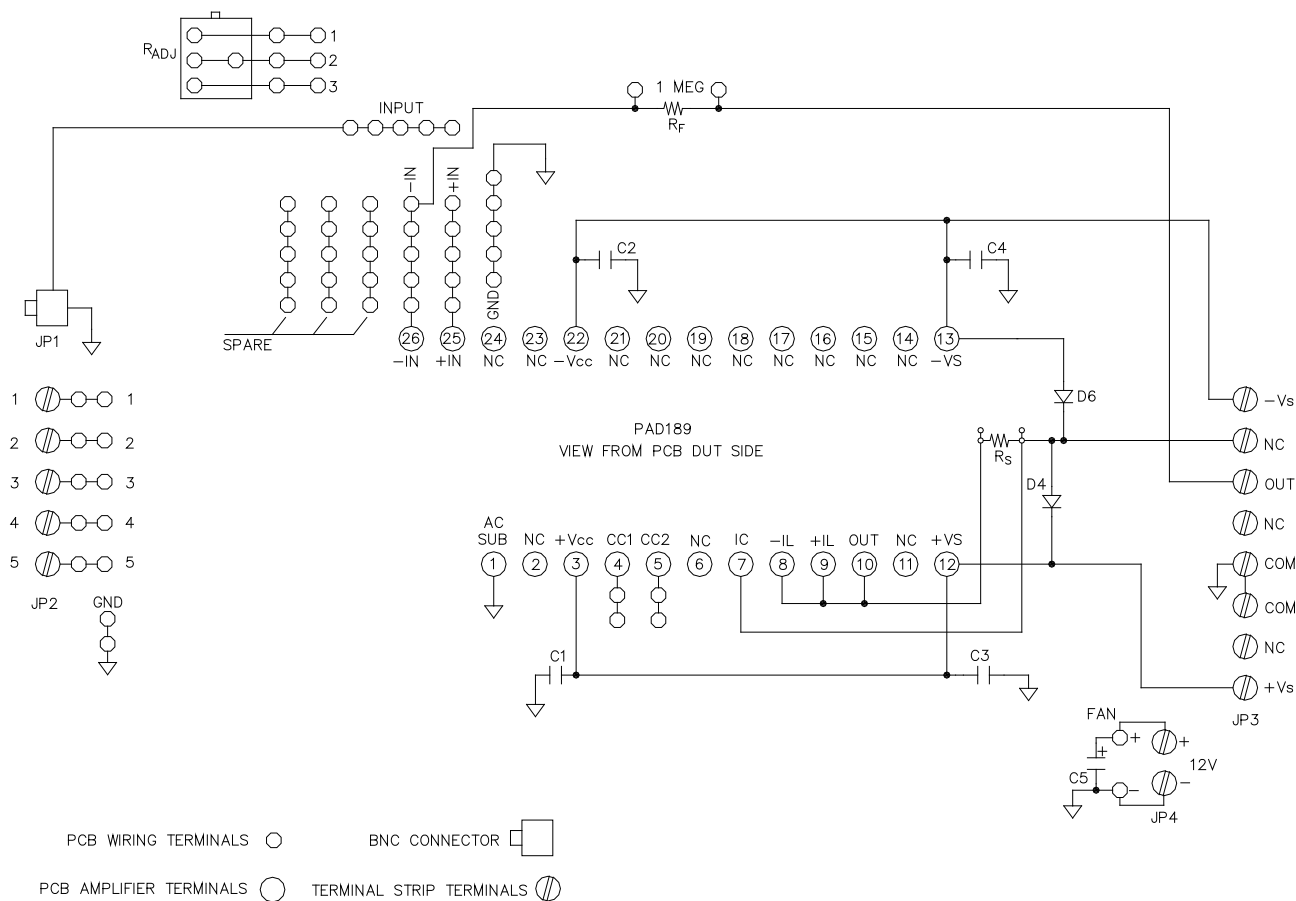 RADJ
1
2
3
INPUT
1 MEG
RF
-IN
+IN
GND
C2
C4
JP1
SPARE
26 25 24 23 22 21 20 19 18 17 16 15 14 13
-IN +IN NC NC -Vcc NC NC NC NC NC NC NC NC -VS
D6
1 1
2 2
3 3
4 4
5 5
JP2
GND
PAD189
VIEW FROM PCB DUT SIDE
RS
D4
AC
SUB NC +Vcc CC1 CC2 NC IC -IL +IL OUT NC +VS
1 2 3 4 5 6 7 8 9 10 11 12
C1
C3
-Vs
NC
OUT
NC
COM
COM
NC
+Vs
JP3
FAN
+ +
+
12V
C5
- -
JP4
PCB WIRING TERMINALS
BNC CONNECTOR
PCB AMPLIFIER TERMINALS
TERMINAL STRIP TERMINALS